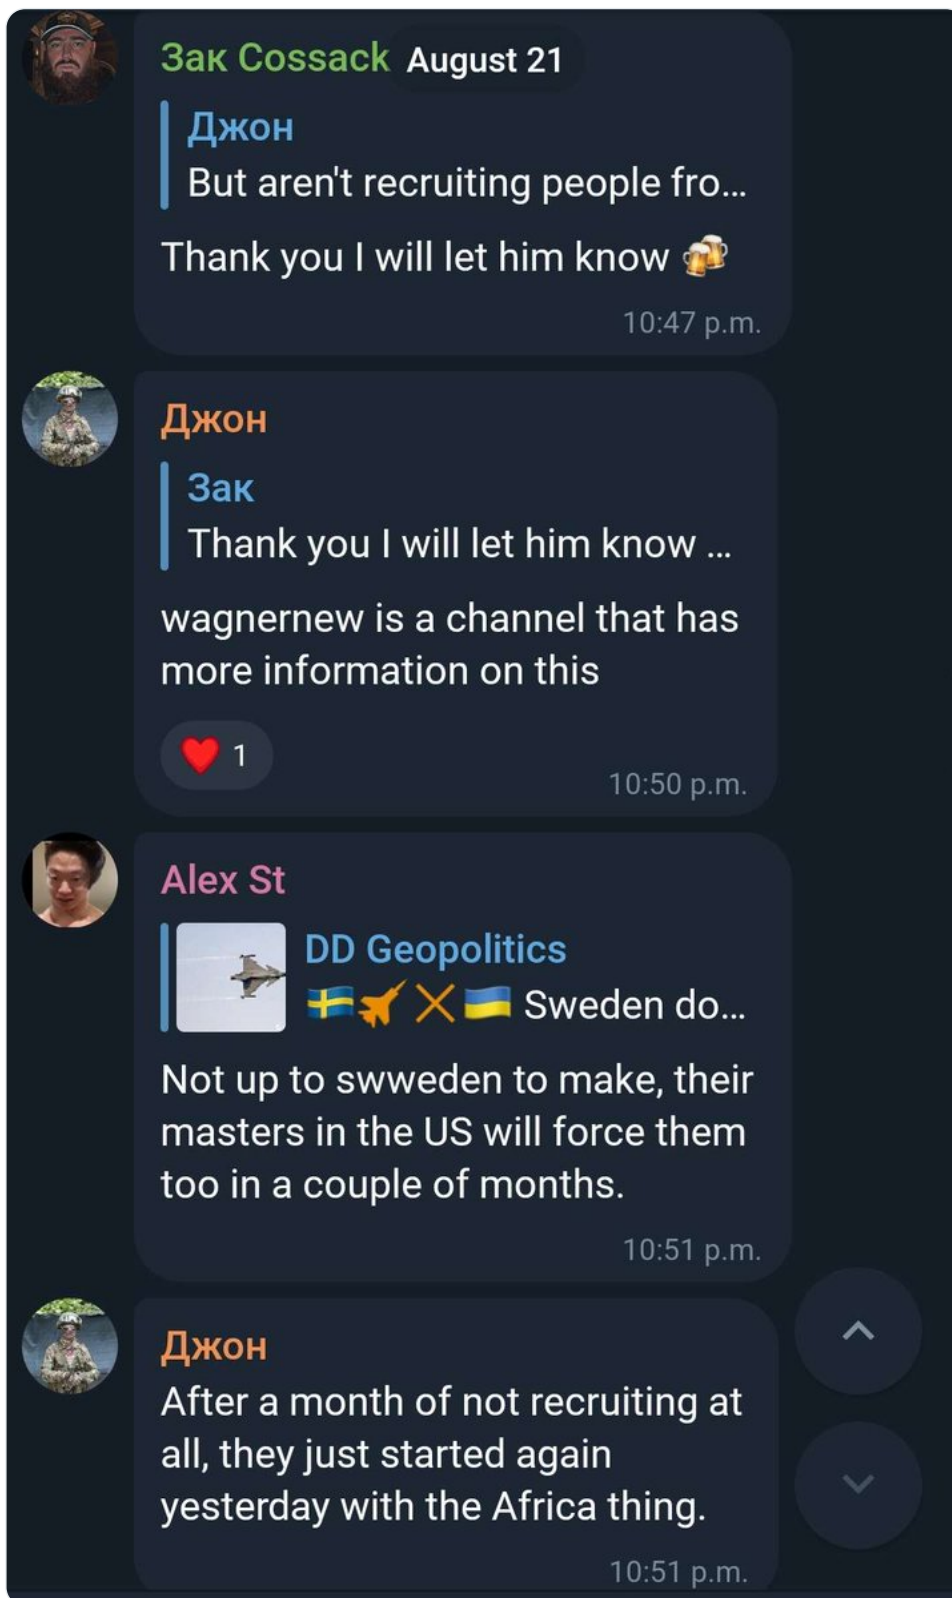 Зак Cossack August 21
Джон
But aren't recruiting people fro...
Thank you I will let him know 🍻
10:47 p.m.
Джон
Зак
Thank you I will let him know ...
wagnernew is a channel that has
more information on this
❤️ 1
10:50 p.m.
Alex St
DD Geopolitics
🇸🇪 ⚔ 🇺🇦 Sweden do...
Not up to swweden to make, their
masters in the US will force them
too in a couple of months.
10:51 p.m.
Джон
After a month of not recruiting at
all, they just started again
yesterday with the Africa thing.
10:51 p.m.